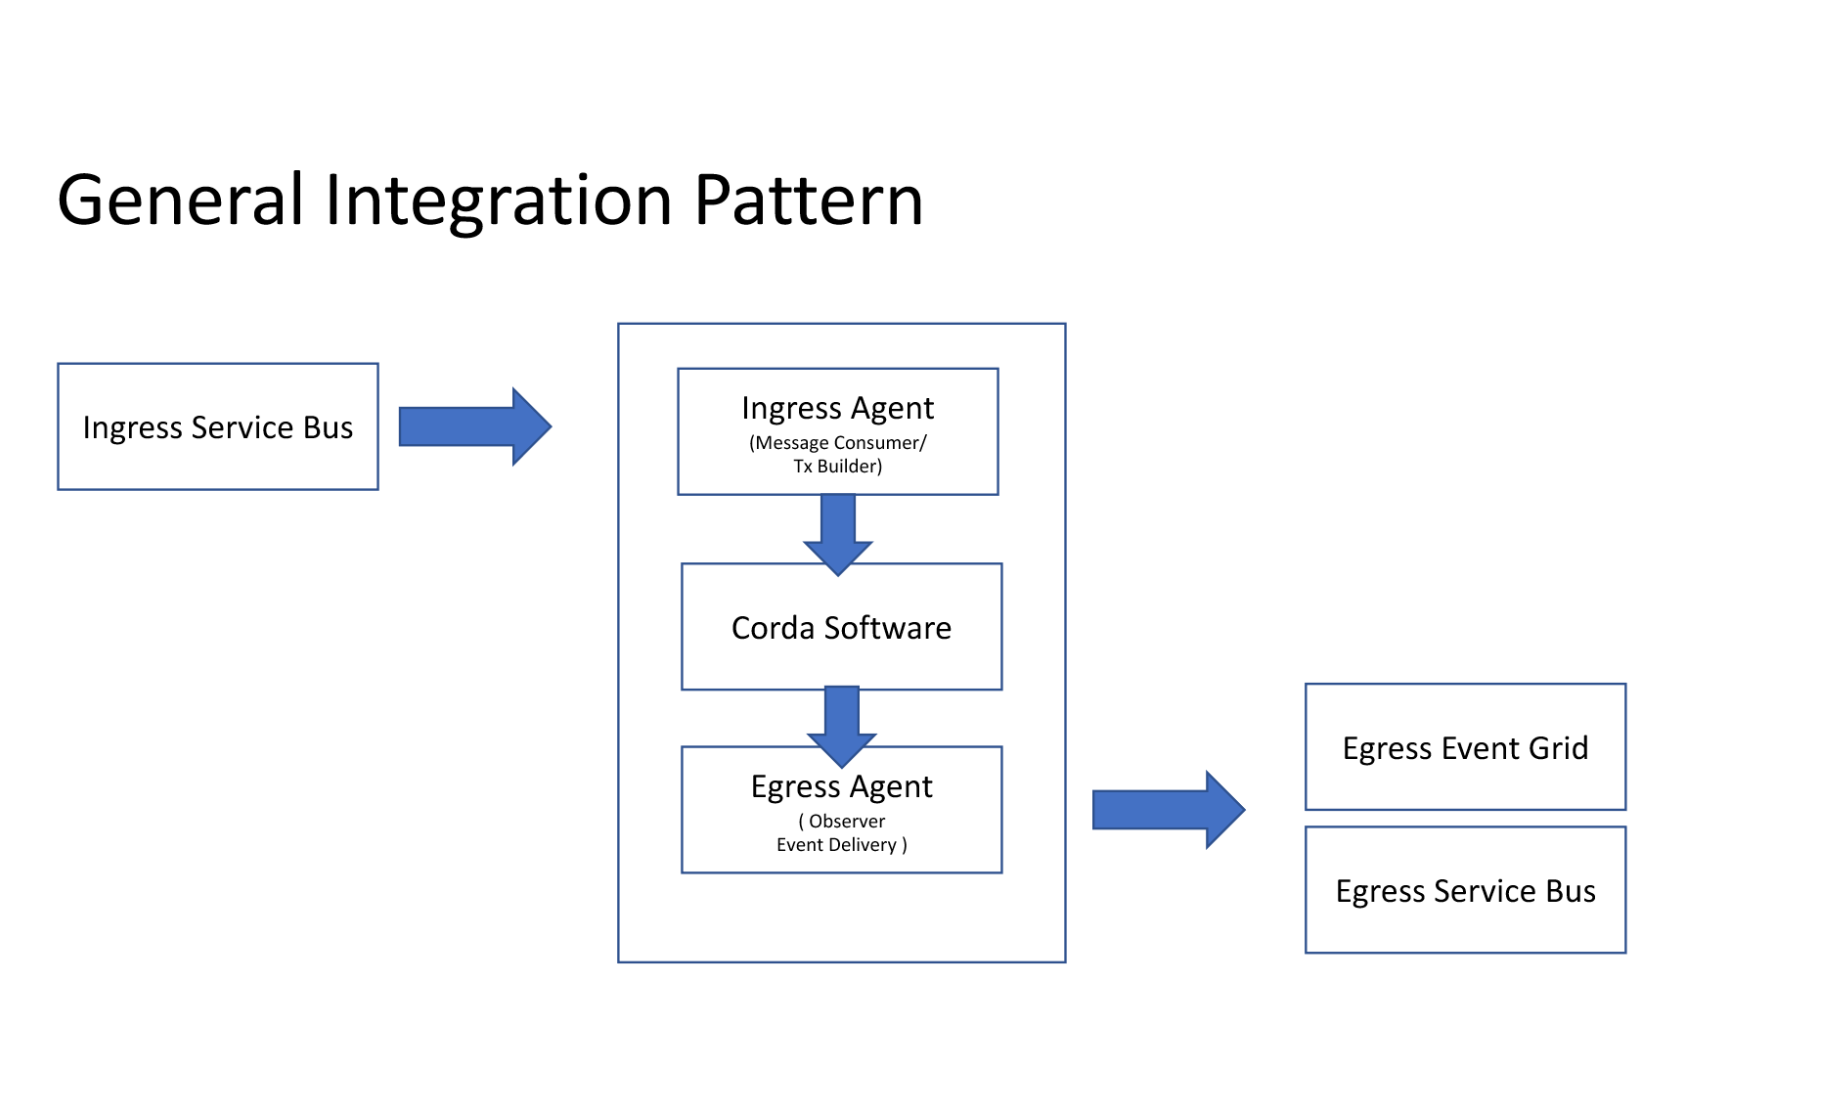 General Integration Pattern
Ingress Service Bus
Ingress Agent
(Message Consumer/
Tx Builder)
Corda Software
Egress Agent
( Observer
Event Delivery )
Egress Event Grid
Egress Service Bus